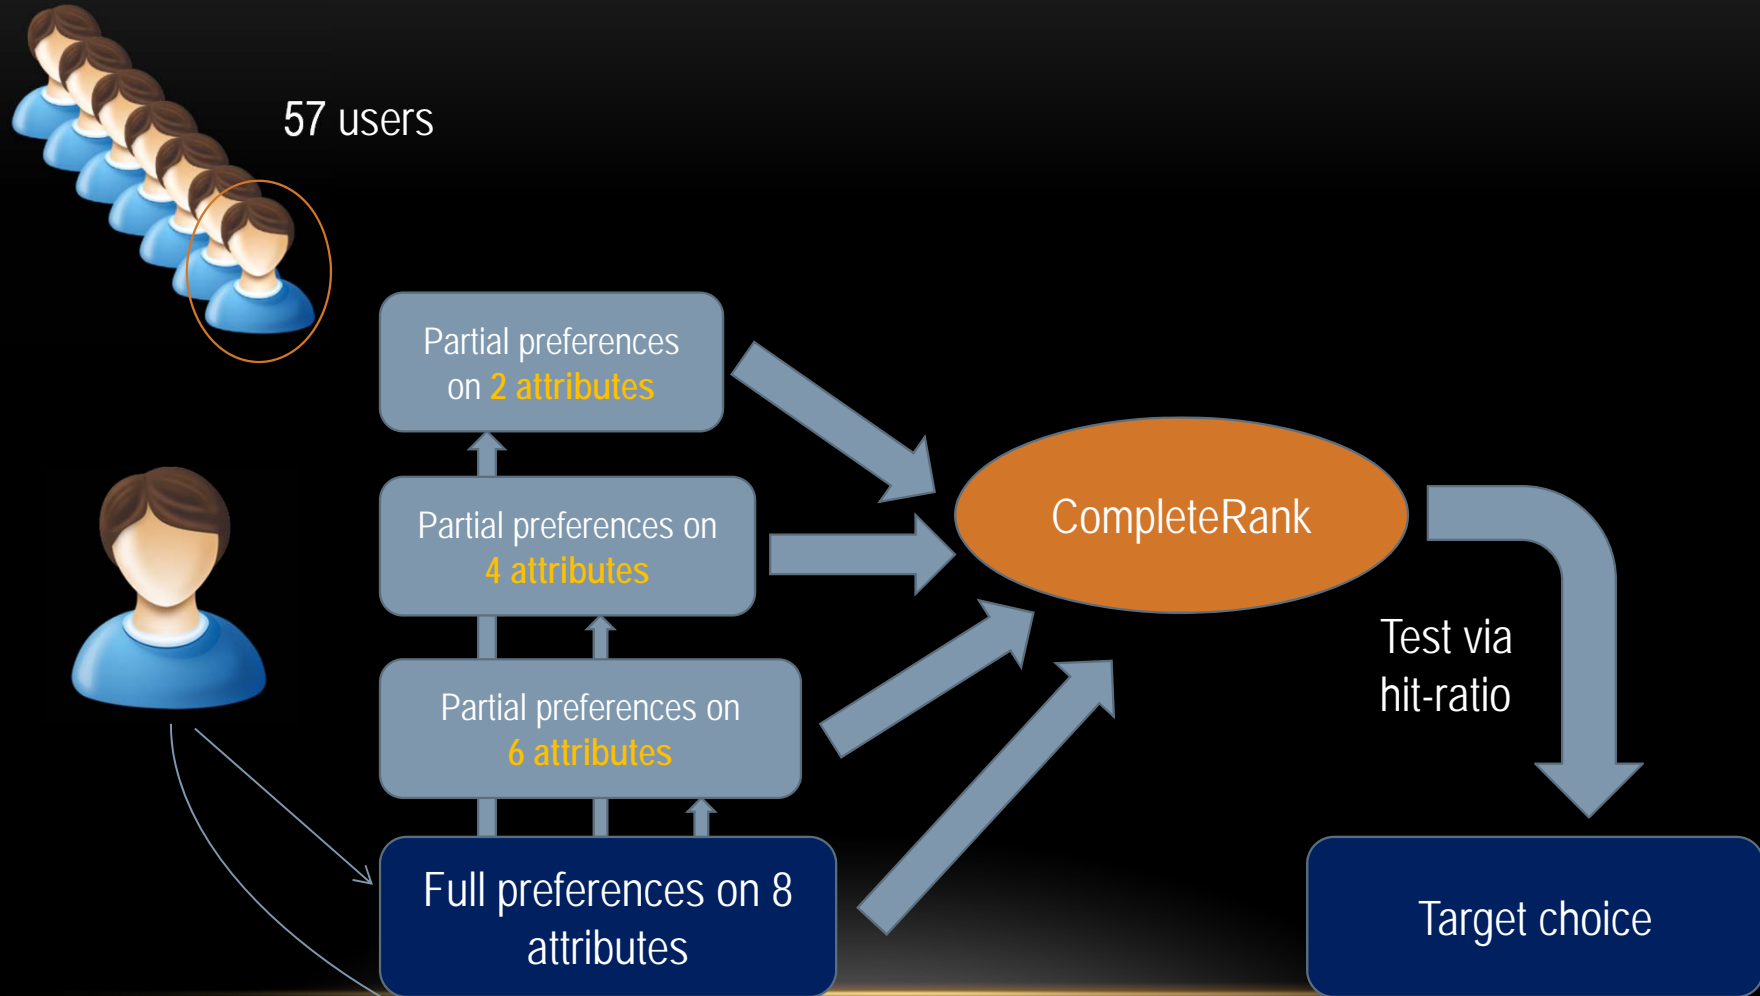 57 users
Partial preferences
on 2 attributes
Partial preferences on
4 attributes
CompleteRank
Test via
hit-ratio
Partial preferences on
6 attributes
Full preferences on 8
attributes
Target choice